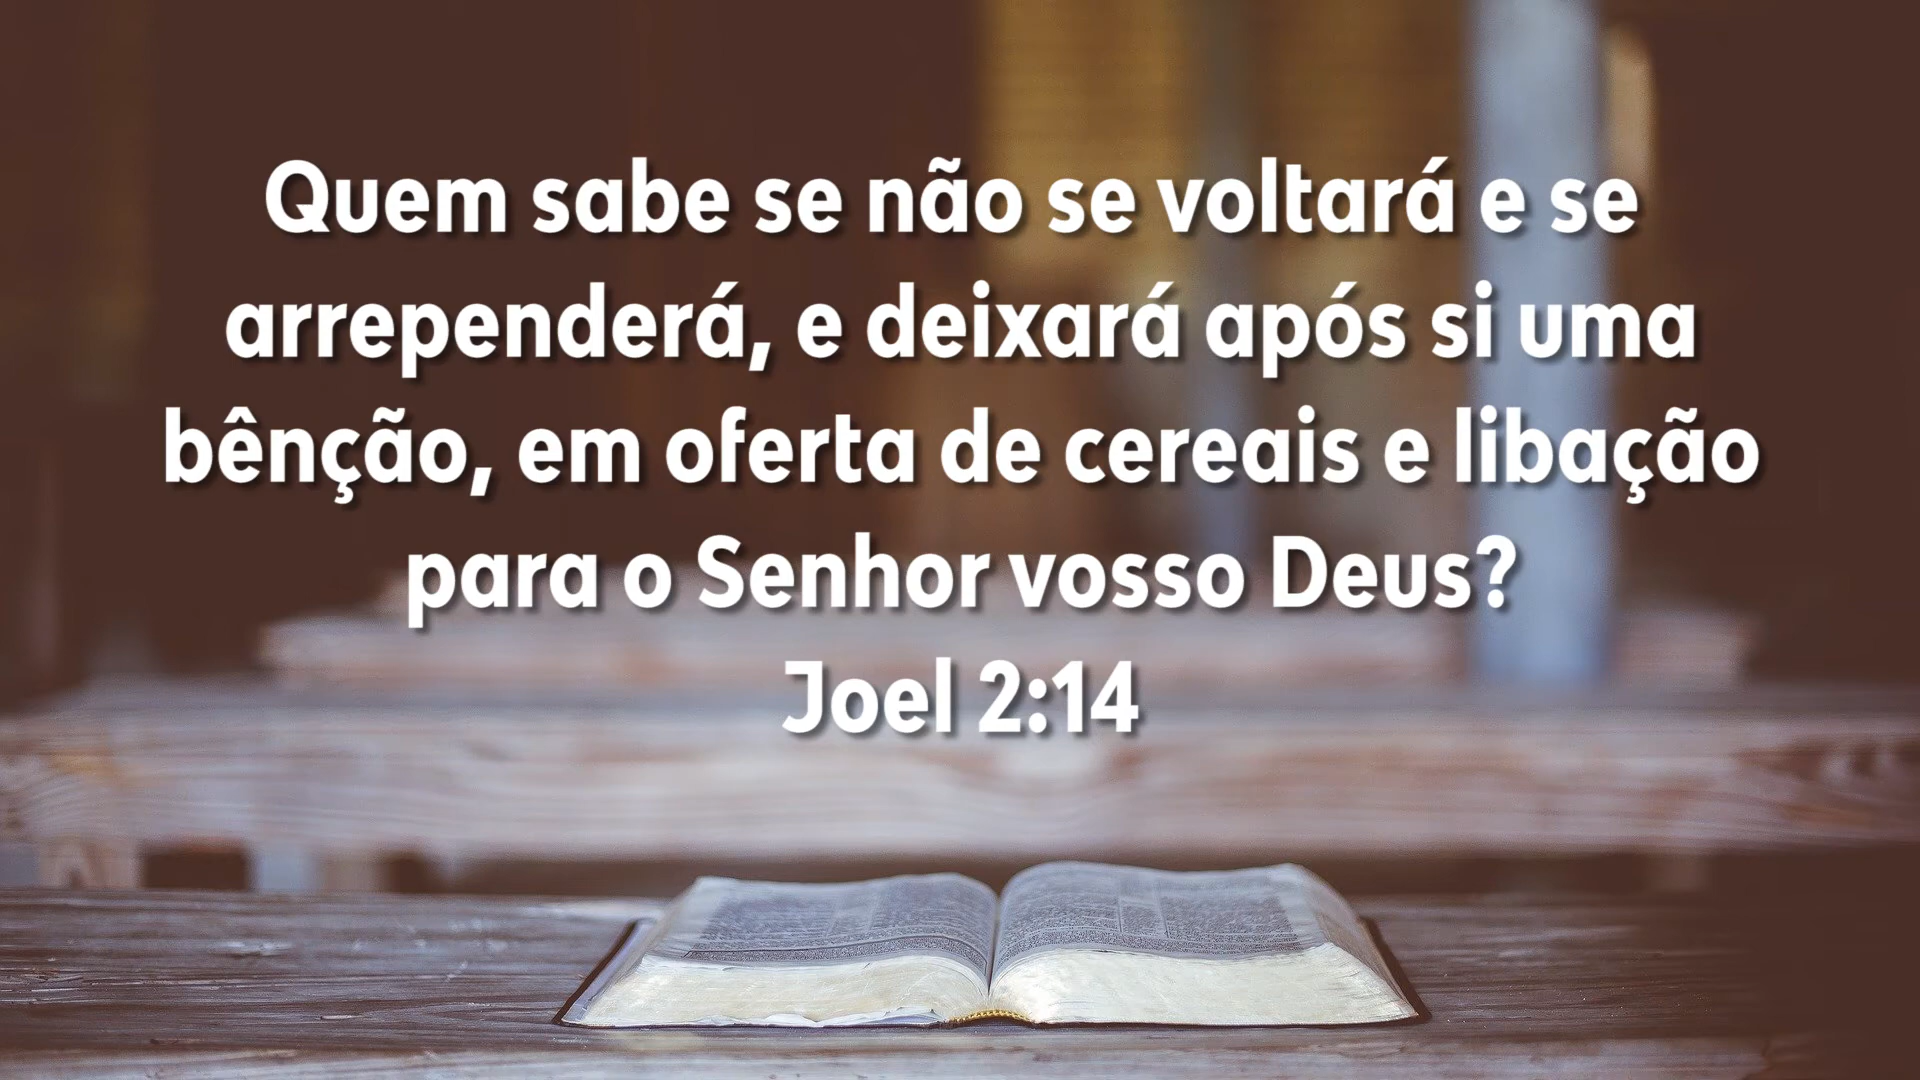 Quem sabe se não se voltará e se
arrependerá, e deixará após si uma
bênção, em oferta de cereais e libação
para o Senhor vosso Deus?
Joel 2:14